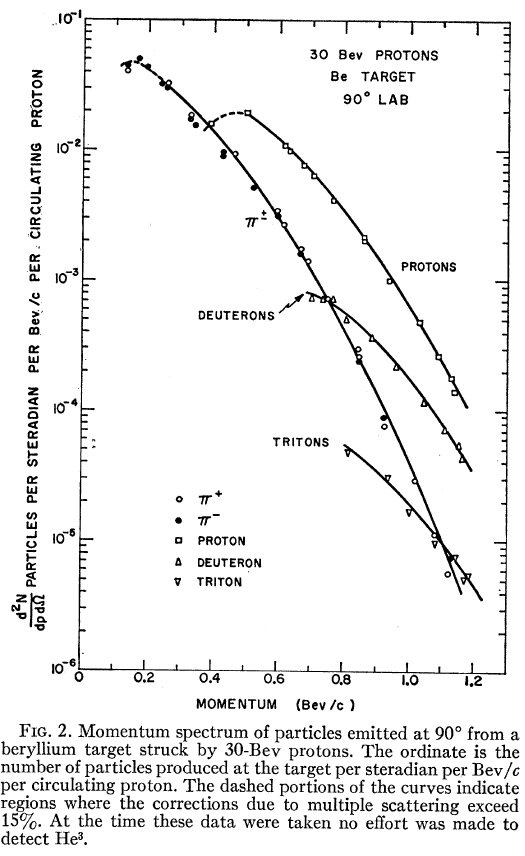 30 Bev PROTONS
Be TARGET
90° LAB
10⁻¹
10⁻²
10⁻³
10⁻⁴
10⁻⁵
10⁻⁶
d²N/dpdΩ PARTICLES PER STERADIAN PER Bev/c PER CIRCULATING PROTON
π±
PROTONS
DEUTERONS
TRITONS
π⁺
π⁻
PROTON
DEUTERON
TRITON
0 0.2 0.4 0.6 0.8 1.0 1.2
MOMENTUM (Bev/c)
FIG. 2. Momentum spectrum of particles emitted at 90° from a
beryllium target struck by 30-Bev protons. The ordinate is the
number of particles produced at the target per steradian per Bev/c
per circulating proton. The dashed portions of the curves indicate
regions where the corrections due to multiple scattering exceed
15%. At the time these data were taken no effort was made to
detect He³.